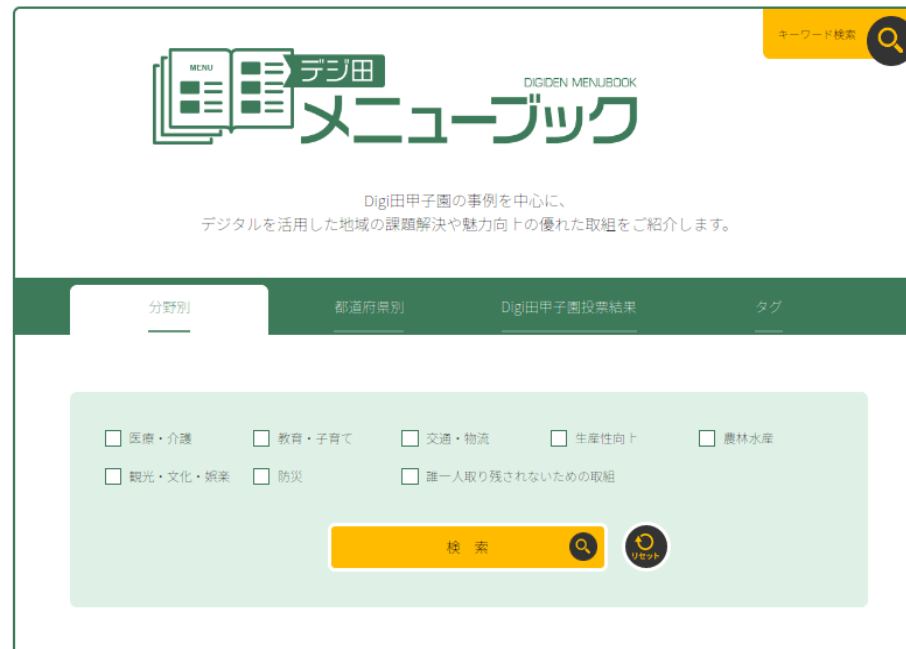 キーワード検索
MENU
デジ田
DIGIDEN MENUBOOK
メニューブック
Digi田甲子園の事例を中心に、
デジタルを活用した地域の課題解決や魅力向上の優れた取組をご紹介します。
分野別 都道府県別 Digi田甲子園投票結果 タグ
医療・介護 教育・子育て 交通・物流 生産性向上 農林水産
観光・文化・娯楽 防災 誰一人取り残されないための取組
検 索
リセット